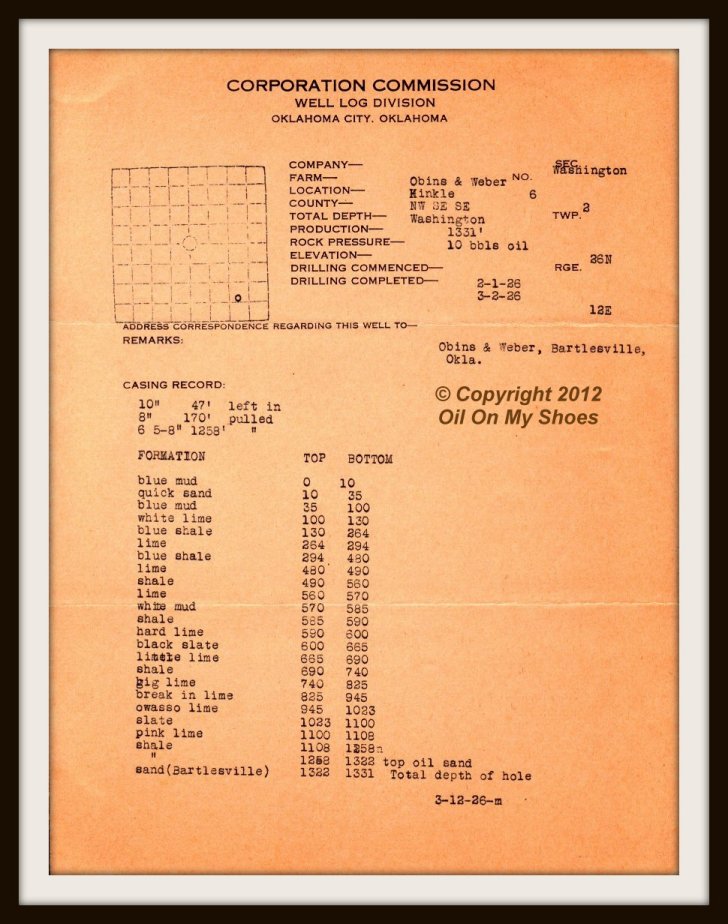 CORPORATION COMMISSION
WELL LOG DIVISION
OKLAHOMA CITY, OKLAHOMA
COMPANY— SEC. Washington
FARM— Obins & Weber NO.
LOCATION— Hinkle 6
COUNTY— NW SE SE 2
TOTAL DEPTH— Washington TWP.
PRODUCTION— 1331'
ROCK PRESSURE— 10 bbls oil
ELEVATION— 26N
DRILLING COMMENCED— RGE.
DRILLING COMPLETED— 2-1-26
3-2-26
12E
ADDRESS CORRESPONDENCE REGARDING THIS WELL TO—
REMARKS:
Obins & Weber, Bartlesville,
Okla.
CASING RECORD:
© Copyright 2012
Oil On My Shoes
10" 47' left in
8" 170' pulled
6 5-8" 1258' "
FORMATION TOP BOTTOM
blue mud 0 10
quick sand 10 35
blue mud 35 100
white lime 100 130
blue shale 130 264
lime 264 294
blue shale 294 480
lime 480 490
shale 490 560
lime 560 570
white mud 570 585
shale 585 590
hard lime 590 600
black slate 600 665
little lime 665 690
shale 690 740
big lime 740 825
break in lime 825 945
owasso lime 945 1023
slate 1023 1100
pink lime 1100 1108
shale 1108 1258
" 1258 1322 top oil sand
sand(Bartlesville) 1322 1331 Total depth of hole
3-12-26-m